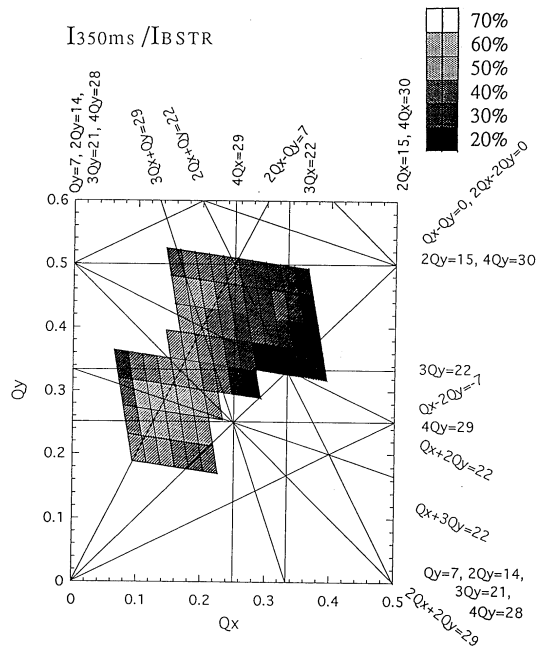 I350ms /IBSTR
70%
60%
50%
40%
30%
20%
Qy=7, 2Qy=14,
3Qy=21, 4Qy=28
3Qx+Qy=29
2Qx+Qy=22
4Qx=29
2Qx-Qy=7
3Qx=22
2Qx=15, 4Qx=30
Qx-Qy=0, 2Qx-2Qy=0
2Qy=15, 4Qy=30
3Qy=22
Qx-2Qy=-7
4Qy=29
Qx+2Qy=22
Qx+3Qy=22
Qy=7, 2Qy=14,
3Qy=21,
4Qy=28
2Qx+2Qy=29
0.6
0.5
0.4
0.3
0.2
0.1
0
Qy
0
0.1
0.2
0.3
0.4
0.5
Qx